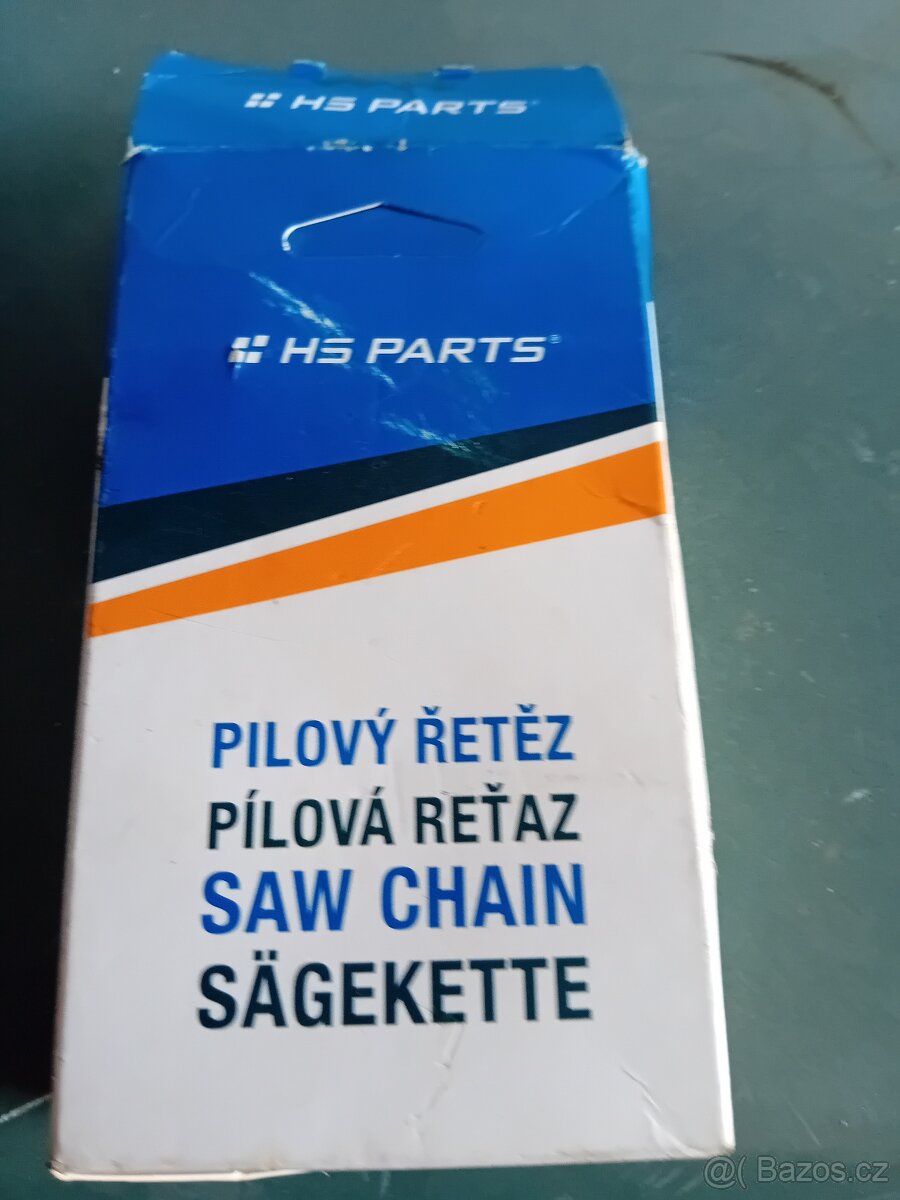 HS PARTS
HS PARTS®
PILOVÝ ŘETĚZ
PÍLOVÁ REŤAZ
SAW CHAIN
SÄGEKETTE
@( Bazos.cz